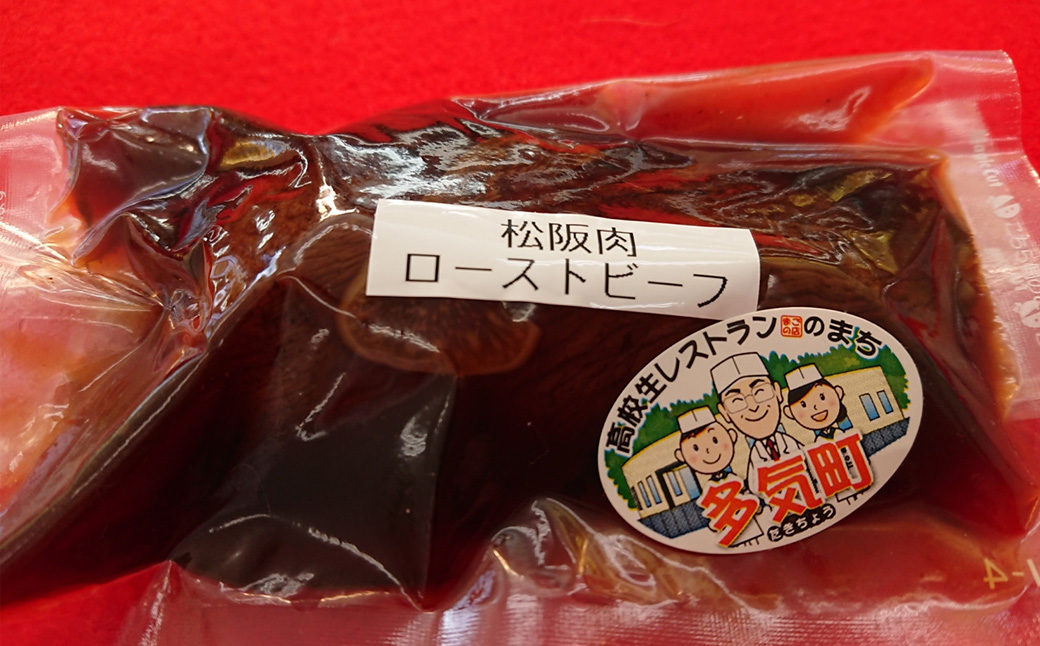 松阪肉
ローストビーフ
高校生レストランまごの店のまち
多気町
たきちょう